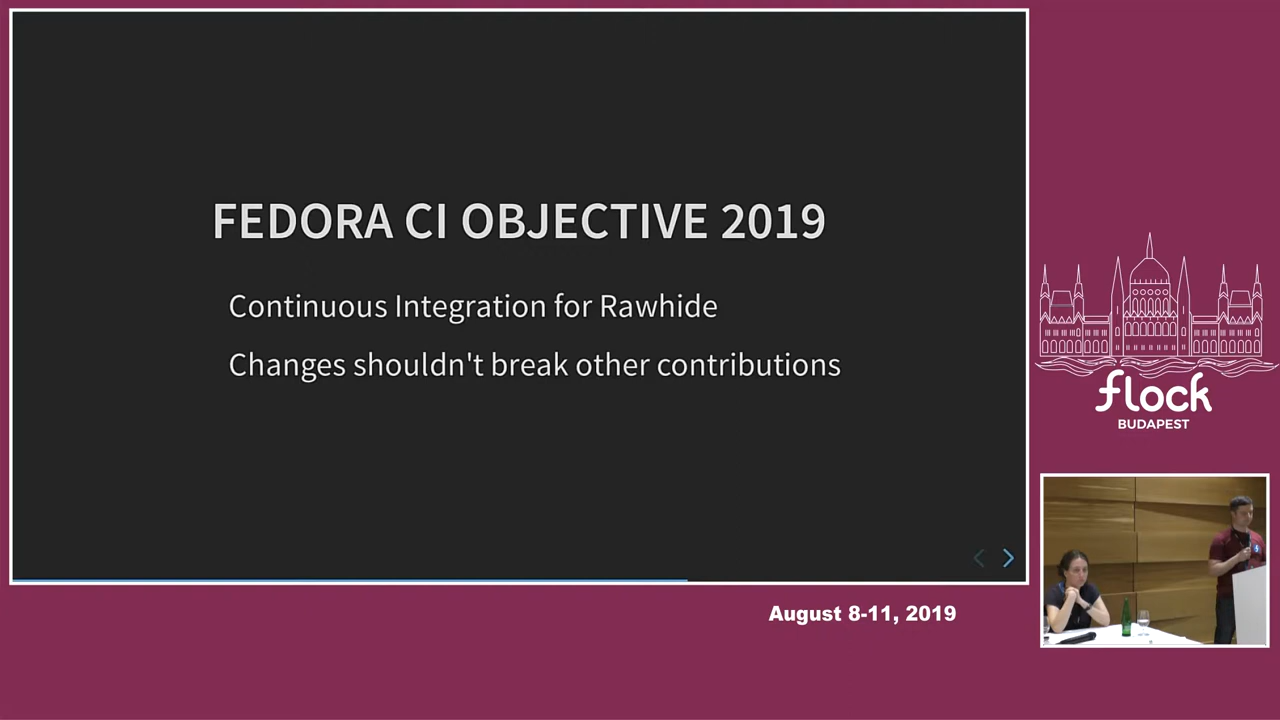 FEDORA CI OBJECTIVE 2019
Continuous Integration for Rawhide
Changes shouldn't break other contributions
flock
BUDAPEST
August 8-11, 2019